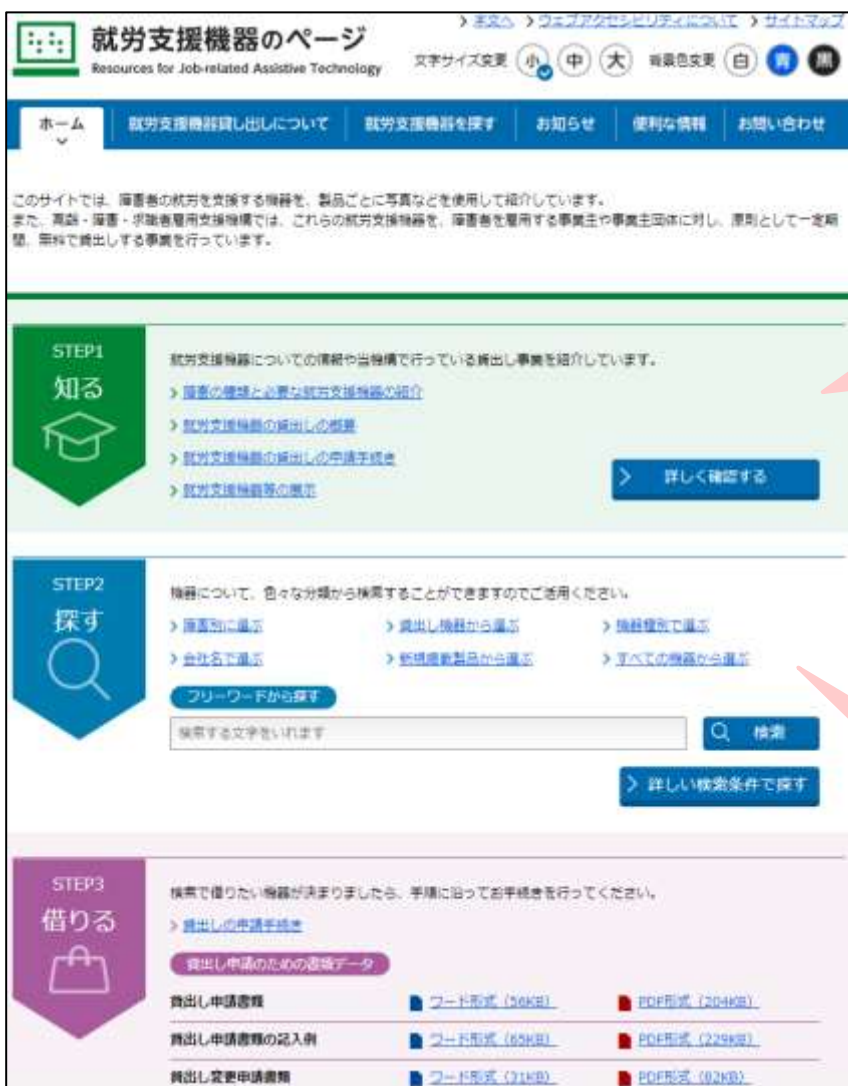 就労支援機器のページ
Resources for Job-related Assistive Technology
本文へ ウェブアクセシビリティについて サイトマップ
文字サイズ変更 小 中 大 背景色変更 白 青 黒
ホーム 就労支援機器貸し出しについて 就労支援機器を探す お知らせ 便利な情報 お問い合わせ
このサイトでは、障害者の就労を支援する機器を、製品ごとに写真などを使用して紹介しています。
また、高齢・障害・求職者雇用支援機構では、これらの就労支援機器を、障害者を雇用する事業主や事業主団体に対し、原則として一定期
間、無料で貸出しする事業を行っています。
STEP1
知る
就労支援機器についての情報や当機構で行っている貸出し事業を紹介しています。
障害の種類と必要な就労支援機器の紹介
就労支援機器の貸出しの概要
就労支援機器の貸出しの申請手続き
就労支援機器等の展示
詳しく確認する
STEP2
探す
機器について、色々な分類から検索することができますのでご活用ください。
障害別に選ぶ 貸出し機器から選ぶ 機器種別で選ぶ
会社名で選ぶ 新規掲載製品から選ぶ すべての機器から選ぶ
フリーワードから探す
検索する文字をいれます 検索
詳しい検索条件で探す
STEP3
借りる
検索で借りたい機器が決まりましたら、手順に沿ってお手続きを行ってください。
貸出しの申請手続き
貸出し申請のための書類データ
貸出し申請書類 ワード形式（56KB） PDF形式（204KB）
貸出し申請書類の記入例 ワード形式（65KB） PDF形式（229KB）
貸出し変更申請書類 ワード形式（31KB） PDF形式（82KB）